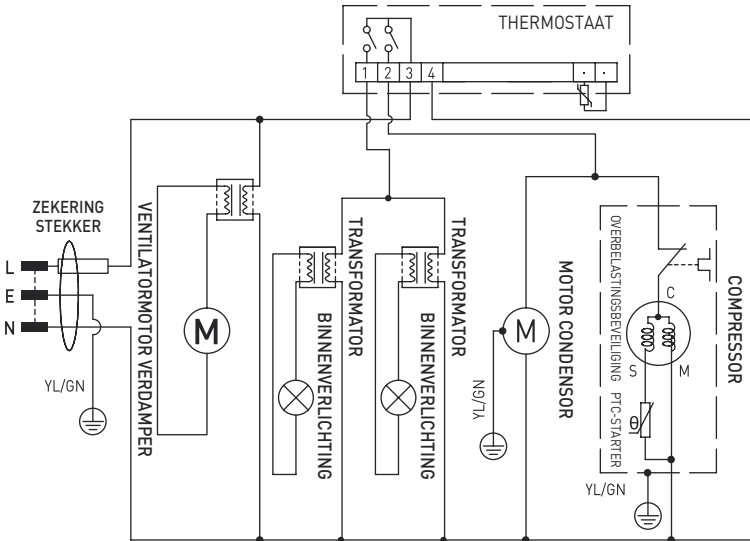 THERMOSTAAT
1 2 3 4
ZEKERING
STEKKER
L
E
N
YL/GN
VENTILATORMOTOR VERDAMPER
M
TRANSFORMATOR
BINNENVERLICHTING
TRANSFORMATOR
BINNENVERLICHTING
M
YL/GN
MOTOR CONDENSOR
OVERBELASTINGSBEVEILIGING
PTC-STARTER
C
S
M
θ
YL/GN
COMPRESSOR